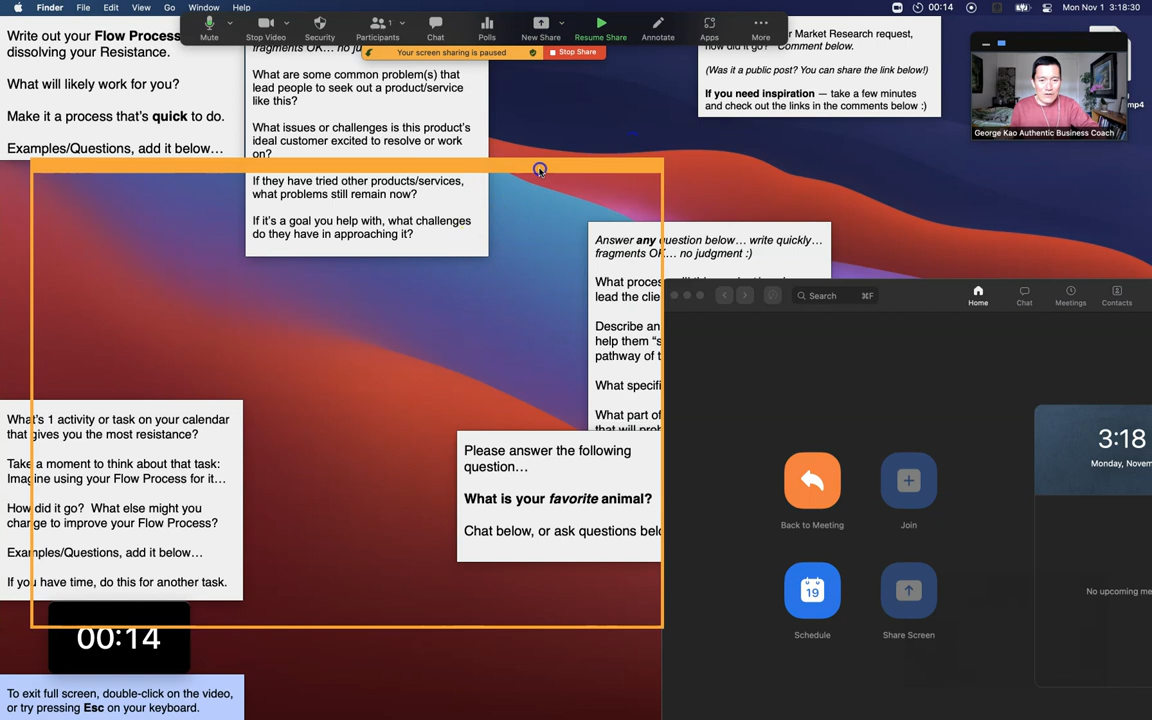 Finder File Edit View Go Window Help
00:14
Mon Nov 1 3:18:30
Mute
Stop Video
Security
Participants
1
Chat
Polls
New Share
Resume Share
Annotate
Apps
More
Your screen sharing is paused
Stop Share
Write out your Flow Process
dissolving your Resistance.
What will likely work for you?
Make it a process that's quick to do.
Examples/Questions, add it below…
fragments OK… no
What are some common problem(s) that
lead people to seek out a product/service
like this?
What issues or challenges is this product's
ideal customer excited to resolve or work
on?
If they have tried other products/services,
what problems still remain now?
If it's a goal you help with, what challenges
do they have in approaching it?
r Market Research request,
how did it go? Comment below.
(Was it a public post? You can share the link below!)
If you need inspiration — take a few minutes
and check out the links in the comments below :)
George Kao Authentic Business Coach
mp4
Answer any question below… write quickly…
fragments OK… no judgment :)
What
lead the
Describe an
help them
pathway of
What
What part of
that will
Search ⌘F
Home
Chat
Meetings
Contacts
What's 1 activity or task on your calendar
that gives you the most resistance?
Take a moment to think about that task:
Imagine using your Flow Process for it…
How did it go? What else might you
change to improve your Flow Process?
Examples/Questions, add it below…
If you have time, do this for another task.
Please answer the following
question…
What is your favorite animal?
Chat below, or ask questions
3:18
Monday,
Back to Meeting
Join
19
Schedule
Share Screen
No upcoming
00:14
To exit full screen, double-click on the video,
or try pressing Esc on your keyboard.